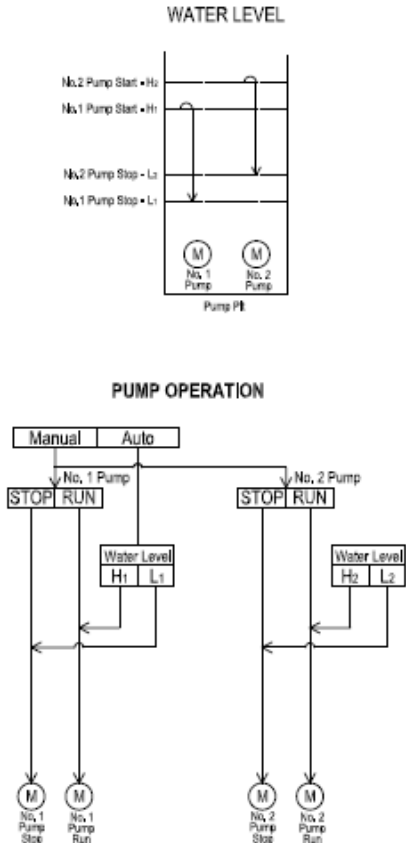 WATER LEVEL
No.2 Pump Start - H2
No.1 Pump Start - H1
No.2 Pump Stop - L2
No.1 Pump Stop - L1
M M
No. 1 Pump
No. 2 Pump
Pump Pit
PUMP OPERATION
Manual Auto
No. 1 Pump
No. 2 Pump
STOP RUN
STOP RUN
Water Level
Water Level
H1 L1
H2 L2
M M M M
No. 1 Pump Stop
No. 1 Pump Run
No. 2 Pump Stop
No. 2 Pump Run